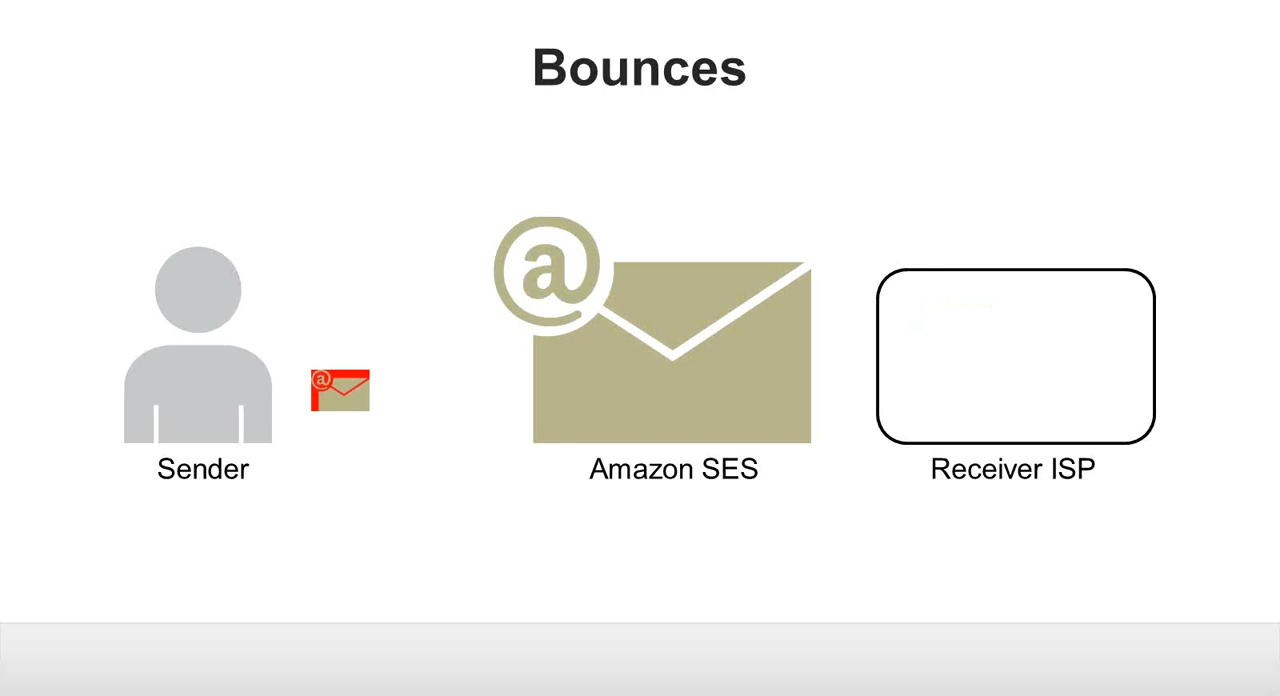 Bounces
@
@
Sender
Amazon SES
Receiver ISP